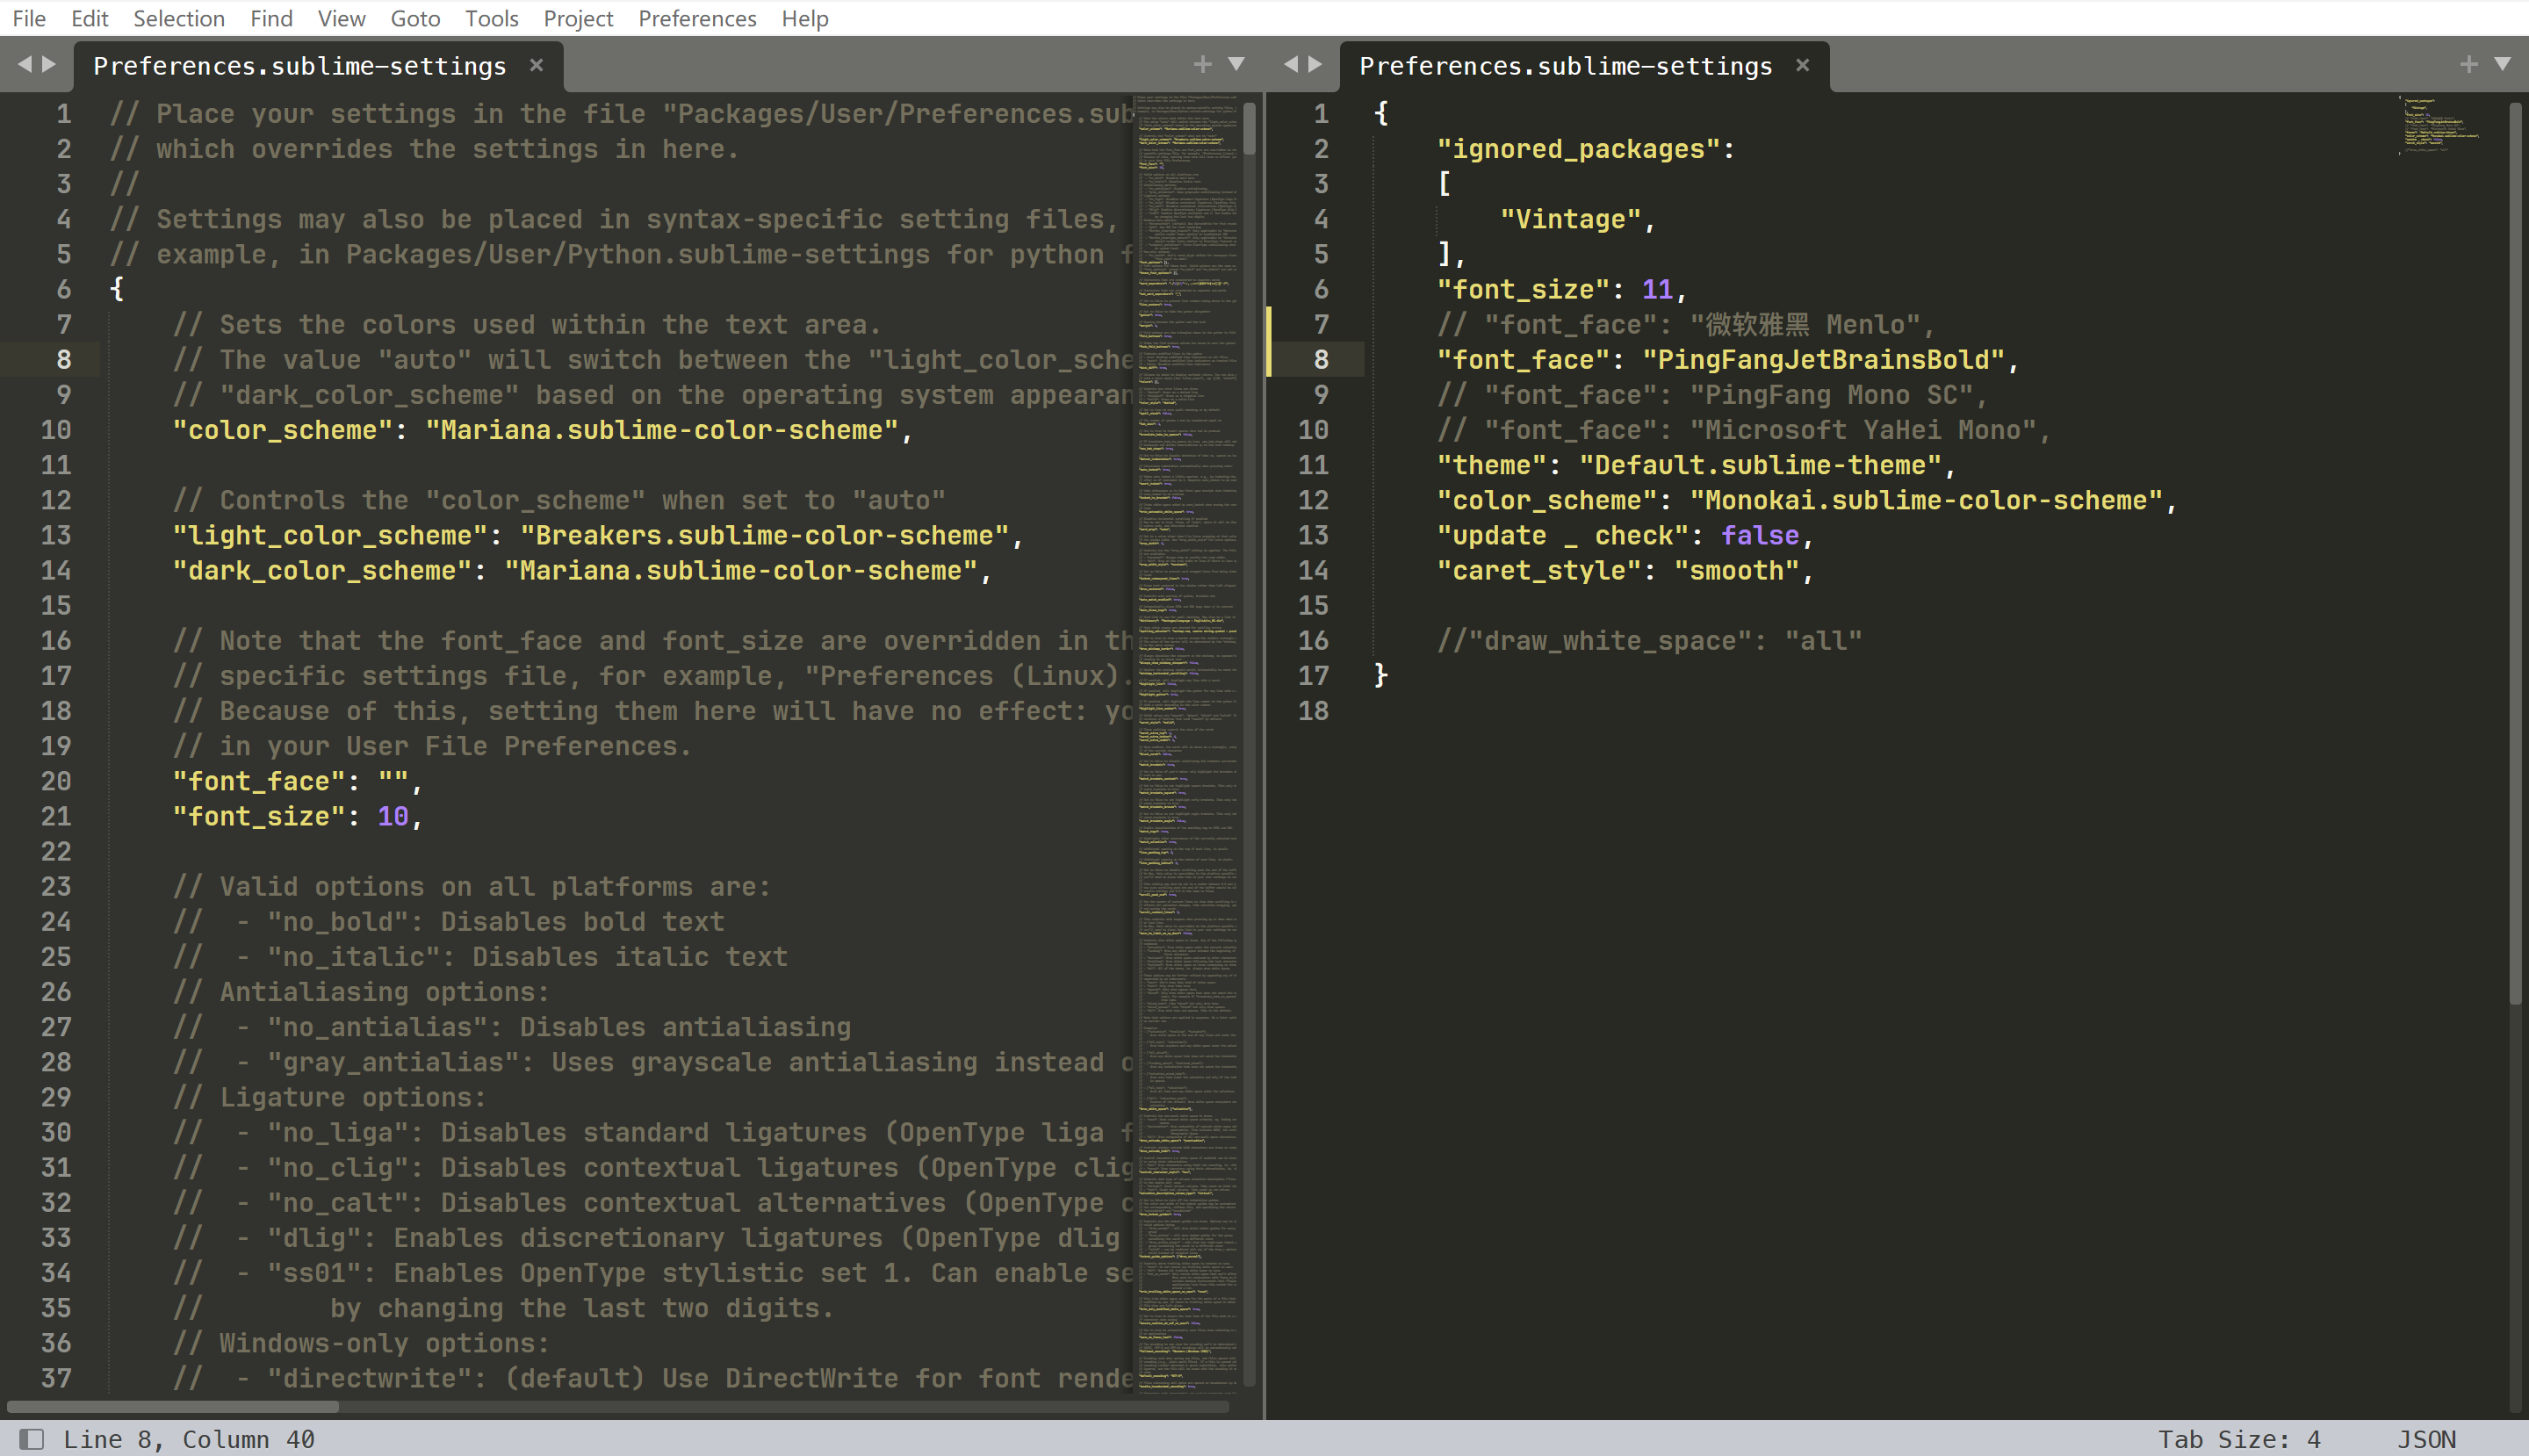 File Edit Selection Find View Goto Tools Project Preferences Help
Preferences.sublime-settings ×
1 // Place your settings in the file "Packages/User/Preferences.sub
2 // which overrides the settings in here.
3 //
4 // Settings may also be placed in syntax-specific setting files,
5 // example, in Packages/User/Python.sublime-settings for python f
6 {
7 // Sets the colors used within the text area.
8 // The value "auto" will switch between the "light_color_sche
9 // "dark_color_scheme" based on the operating system appearan
10 "color_scheme": "Mariana.sublime-color-scheme",
11
12 // Controls the "color_scheme" when set to "auto"
13 "light_color_scheme": "Breakers.sublime-color-scheme",
14 "dark_color_scheme": "Mariana.sublime-color-scheme",
15
16 // Note that the font_face and font_size are overridden in th
17 // specific settings file, for example, "Preferences (Linux).
18 // Because of this, setting them here will have no effect: yo
19 // in your User File Preferences.
20 "font_face": "",
21 "font_size": 10,
22
23 // Valid options on all platforms are:
24 //  - "no_bold": Disables bold text
25 //  - "no_italic": Disables italic text
26 // Antialiasing options:
27 //  - "no_antialias": Disables antialiasing
28 //  - "gray_antialias": Uses grayscale antialiasing instead o
29 // Ligature options:
30 //  - "no_liga": Disables standard ligatures (OpenType liga f
31 //  - "no_clig": Disables contextual ligatures (OpenType clig
32 //  - "no_calt": Disables contextual alternatives (OpenType c
33 //  - "dlig": Enables discretionary ligatures (OpenType dlig
34 //  - "ss01": Enables OpenType stylistic set 1. Can enable se
35 //        by changing the last two digits.
36 // Windows-only options:
37 //  - "directwrite": (default) Use DirectWrite for font rende
Preferences.sublime-settings ×
1 {
2 "ignored_packages":
3 [
4 "Vintage",
5 ],
6 "font_size": 11,
7 // "font_face": "微软雅黑 Menlo",
8 "font_face": "PingFangJetBrainsBold",
9 // "font_face": "PingFang Mono SC",
10 // "font_face": "Microsoft YaHei Mono",
11 "theme": "Default.sublime-theme",
12 "color_scheme": "Monokai.sublime-color-scheme",
13 "update _ check": false,
14 "caret_style": "smooth",
15
16 //"draw_white_space": "all"
17 }
18
Line 8, Column 40
Tab Size: 4 JSON